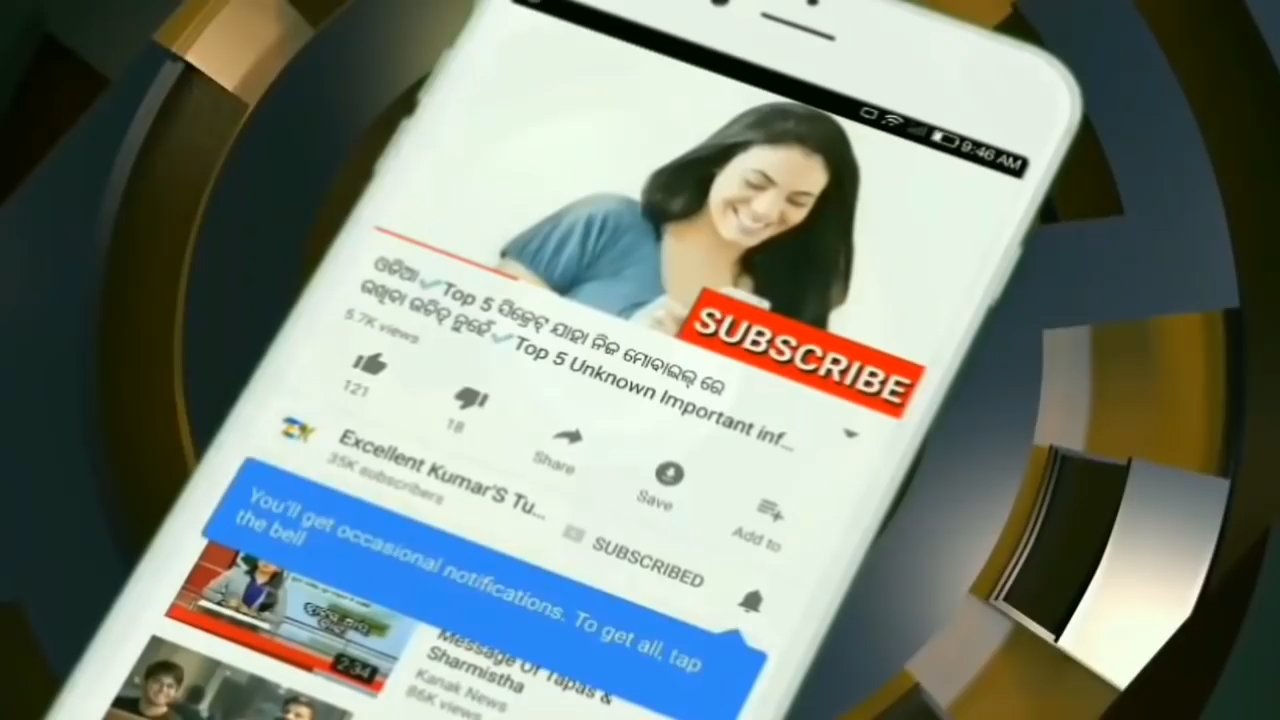 9:46 AM
SUBSCRIBE
ଓଡିଆ ✓Top 5 ସିକ୍ରେଟ୍ ଯାହା ନିଜ ମୋବାଇଲ୍ ରେ
ରଖିବା ଉଚିତ୍ ନୁହେଁ ✓Top 5 Unknown Important inf...
5.7K views
121
18
Share
Save
Add to
Excellent Kumar'S Tu...
35K subscribers
SUBSCRIBED
You'll get occasional notifications. To get all, tap
the bell
2:34
Message Of Tapas &
Sharmistha
Kanak News
86K views